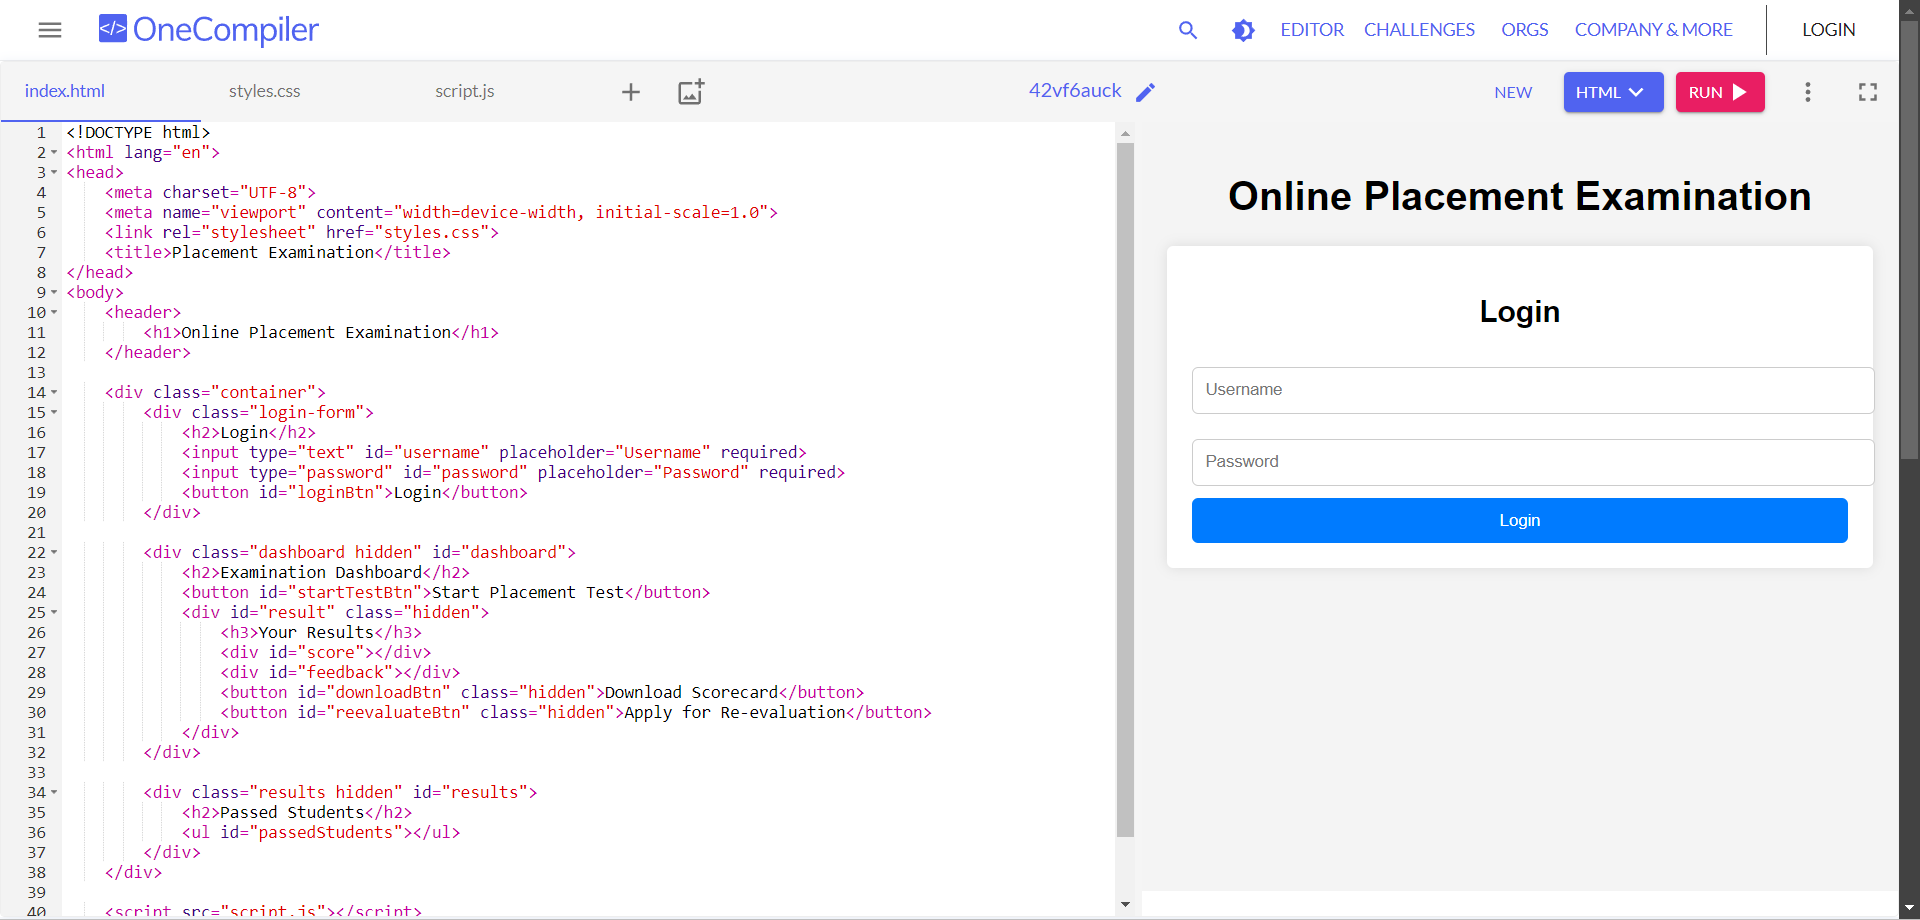 OneCompiler
EDITOR CHALLENGES ORGS COMPANY & MORE LOGIN
index.html styles.css script.js 42vf6auck NEW HTML RUN
1 <!DOCTYPE html>
2 <html lang="en">
3 <head>
4 <meta charset="UTF-8">
5 <meta name="viewport" content="width=device-width, initial-scale=1.0">
6 <link rel="stylesheet" href="styles.css">
7 <title>Placement Examination</title>
8 </head>
9 <body>
10 <header>
11 <h1>Online Placement Examination</h1>
12 </header>
13
14 <div class="container">
15 <div class="login-form">
16 <h2>Login</h2>
17 <input type="text" id="username" placeholder="Username" required>
18 <input type="password" id="password" placeholder="Password" required>
19 <button id="loginBtn">Login</button>
20 </div>
21
22 <div class="dashboard hidden" id="dashboard">
23 <h2>Examination Dashboard</h2>
24 <button id="startTestBtn">Start Placement Test</button>
25 <div id="result" class="hidden">
26 <h3>Your Results</h3>
27 <div id="score"></div>
28 <div id="feedback"></div>
29 <button id="downloadBtn" class="hidden">Download Scorecard</button>
30 <button id="reevaluateBtn" class="hidden">Apply for Re-evaluation</button>
31 </div>
32 </div>
33
34 <div class="results hidden" id="results">
35 <h2>Passed Students</h2>
36 <ul id="passedStudents"></ul>
37 </div>
38 </div>
39
40 <script src="script.js"></script>
Online Placement Examination
Login
Username
Password
Login